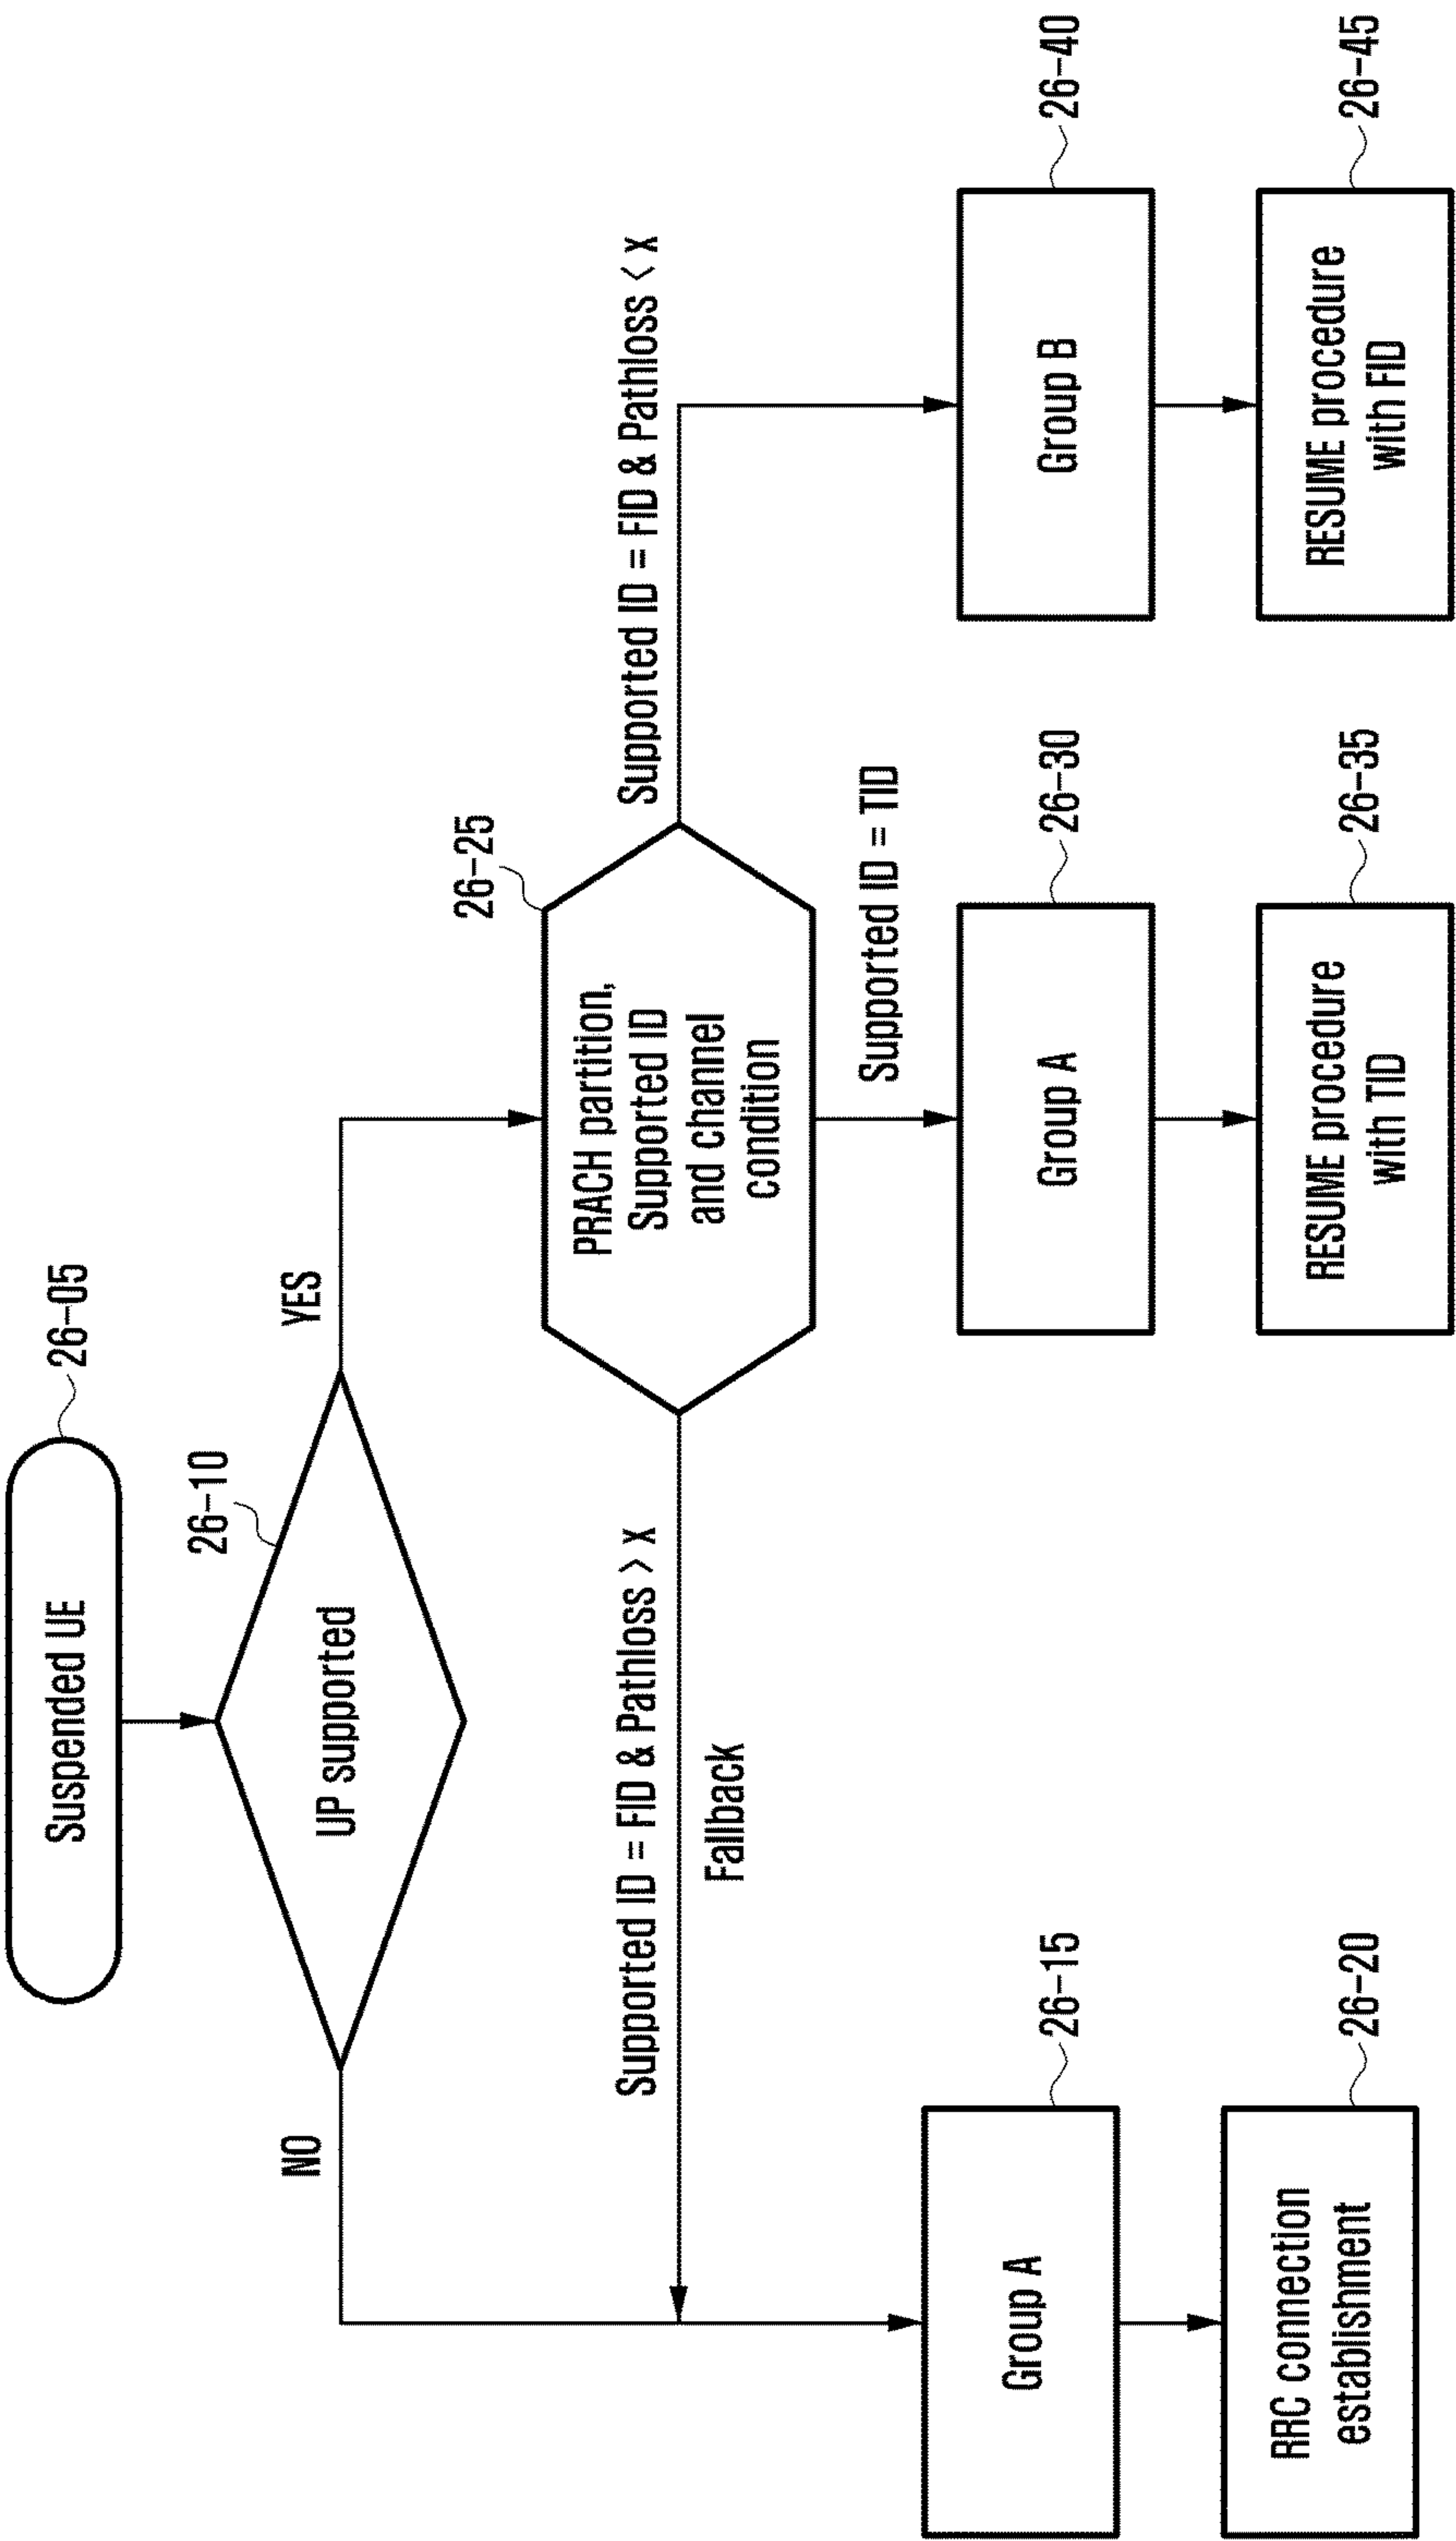 Suspended UE
26-05
UP supported
26-10
NO
YES
Supported ID = FID & Pathloss > X
Fallback
PRACH partition,
Supported ID
and channel
condition
26-25
Supported ID = FID & Pathloss < X
Supported ID = TID
Group A
26-15
RRC connection
establishment
26-20
Group A
26-30
RESUME procedure
with TID
26-35
Group B
26-40
RESUME procedure
with FID
26-45